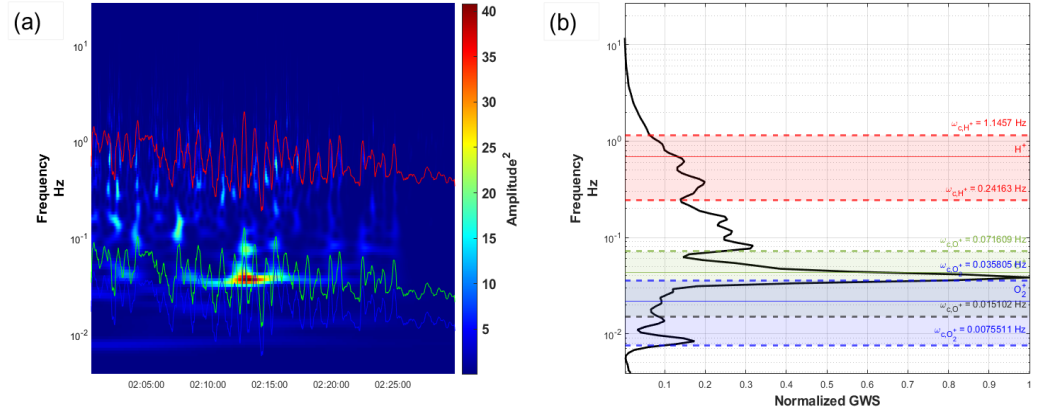 (a)
Frequency
Hz
10^1
10^0
10^-1
10^-2
02:05:00 02:10:00 02:15:00 02:20:00 02:25:00
40
35
30
25
20
15
10
5
Amplitude^2
(b)
Frequency
Hz
10^1
10^0
10^-1
10^-2
ω_c,H^+ = 1.1457 Hz
H^+
ω_c,H^+ = 0.24163 Hz
ω_c,O^+ = 0.071609 Hz
= 0.035805 Hz
O_2^+
ω_c,O^+ = 0.015102 Hz
ω_c,O_2^+ = 0.0075511 Hz
0.1 0.2 0.3 0.4 0.5 0.6 0.7 0.8 0.9 1
Normalized GWS